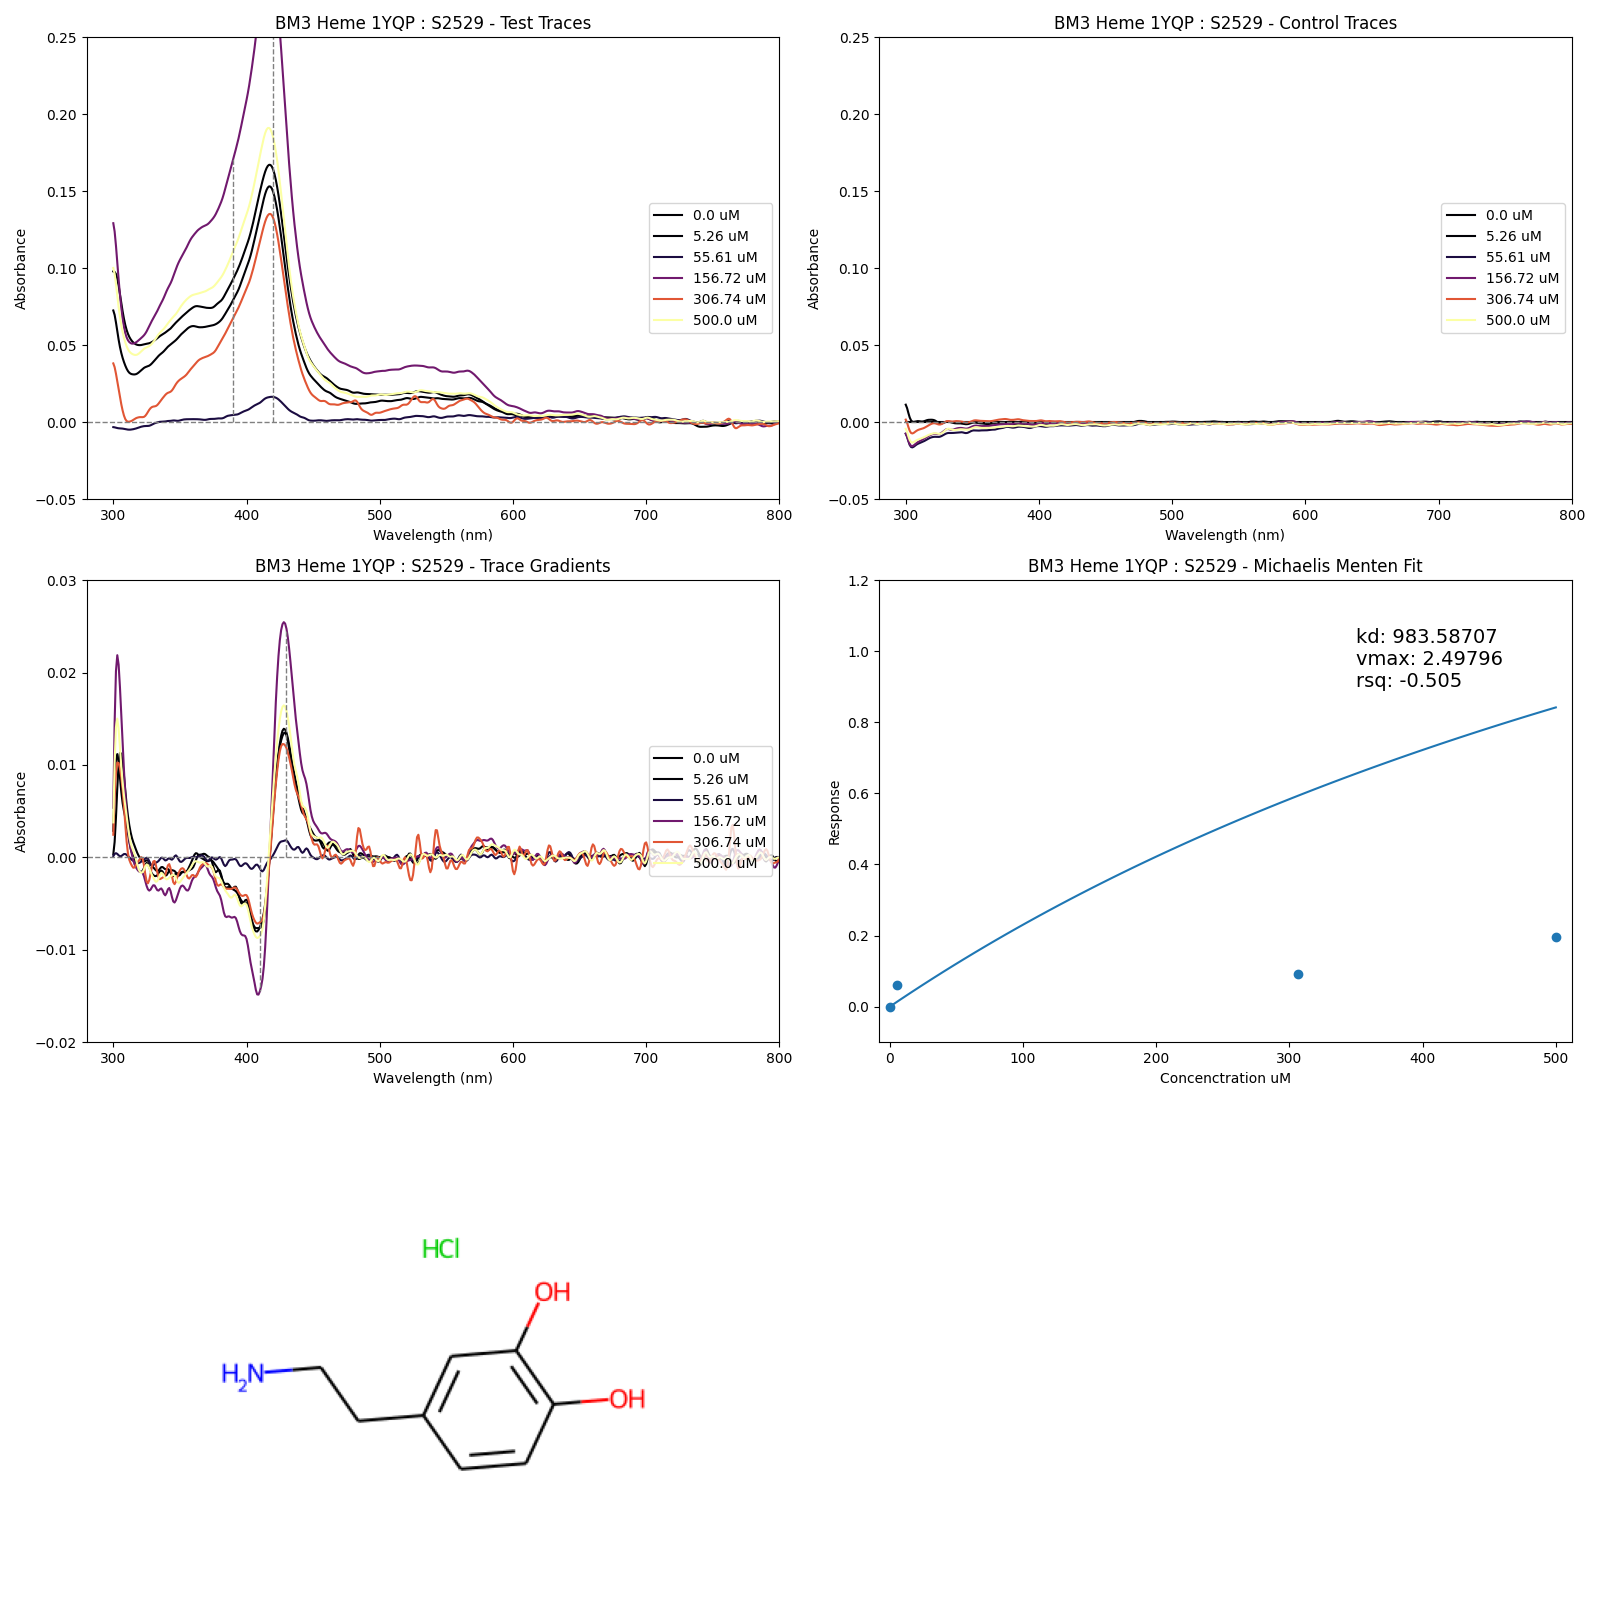 BM3 Heme 1YQP : S2529 - Test Traces
0.25
0.20
0.15
0.10
0.05
0.00
−0.05
Absorbance
300 400 500 600 700 800
Wavelength (nm)
0.0 uM
5.26 uM
55.61 uM
156.72 uM
306.74 uM
500.0 uM
BM3 Heme 1YQP : S2529 - Control Traces
0.25
0.20
0.15
0.10
0.05
0.00
−0.05
Absorbance
300 400 500 600 700 800
Wavelength (nm)
0.0 uM
5.26 uM
55.61 uM
156.72 uM
306.74 uM
500.0 uM
BM3 Heme 1YQP : S2529 - Trace Gradients
0.03
0.02
0.01
0.00
−0.01
−0.02
Absorbance
300 400 500 600 700 800
Wavelength (nm)
0.0 uM
5.26 uM
55.61 uM
156.72 uM
306.74 uM
500.0 uM
BM3 Heme 1YQP : S2529 - Michaelis Menten Fit
1.2
1.0
0.8
0.6
0.4
0.2
0.0
Response
0 100 200 300 400 500
Concenctration uM
kd: 983.58707
vmax: 2.49796
rsq: -0.505
HCl
OH
H2N
OH